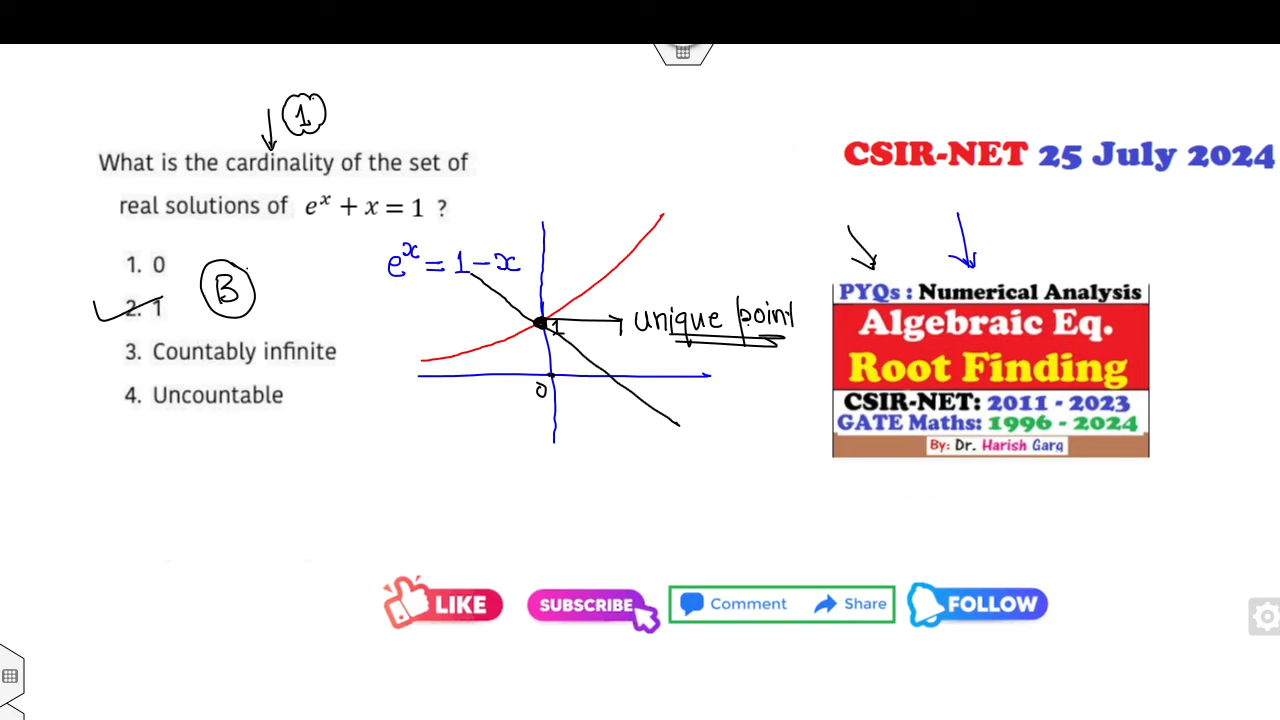 1
What is the cardinality of the set of
real solutions of e^x + x = 1 ?
1. 0
2. 1
3. Countably infinite
4. Uncountable
B
e^x = 1 - x
1
unique point
0
CSIR-NET 25 July 2024
PYQs : Numerical Analysis
Algebraic Eq.
Root Finding
CSIR-NET: 2011 - 2023
GATE Maths: 1996 - 2024
By: Dr. Harish Garg
LIKE
SUBSCRIBE
Comment
Share
FOLLOW